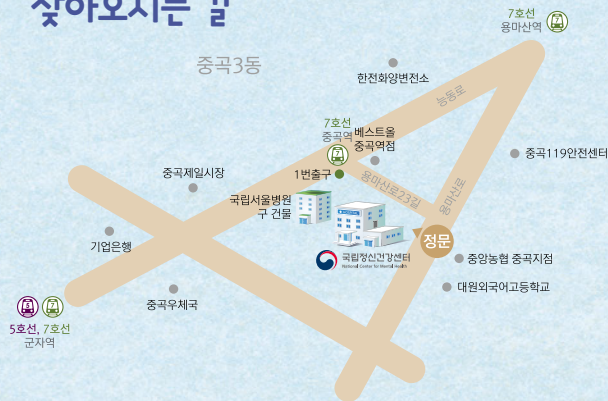 찾아오시는 길
7호선
용마산역
7
중곡3동
한전화양변전소
능동로
7호선
중곡역
7
베스트올
중곡역점
중곡119안전센터
1번출구
중곡제일시장
용마산로23길
용마산로
국립서울병원
구 건물
정문
기업은행
국립정신건강센터
National Center for Mental Health
중앙농협 중곡지점
대원외국어고등학교
중곡우체국
5 7
5호선, 7호선
군자역